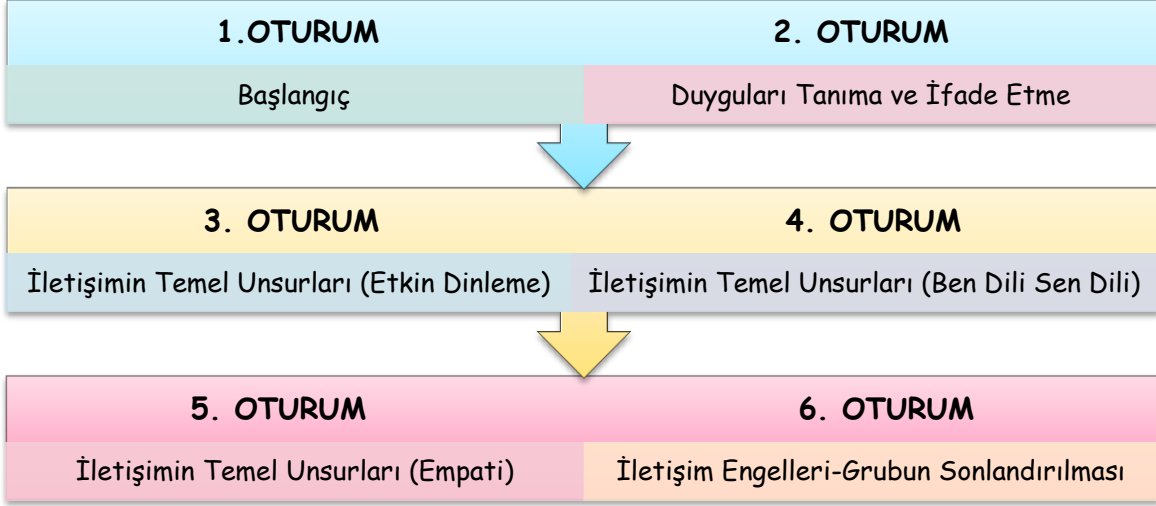 1.OTURUM
2. OTURUM
Başlangıç
Duyguları Tanıma ve İfade Etme
3. OTURUM
4. OTURUM
İletişimin Temel Unsurları (Etkin Dinleme)
İletişimin Temel Unsurları (Ben Dili Sen Dili)
5. OTURUM
6. OTURUM
İletişimin Temel Unsurları (Empati)
İletişim Engelleri-Grubun Sonlandırılması